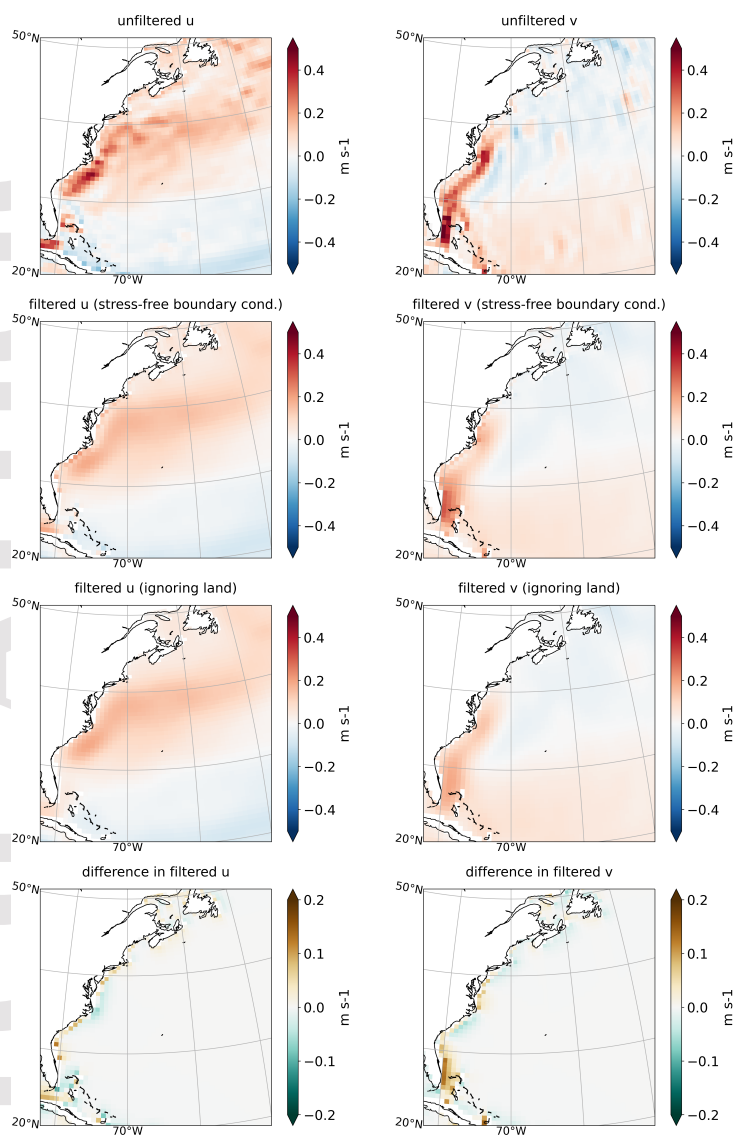 unfiltered u
unfiltered v
50°N
20°N
70°W
0.4
0.2
0.0
−0.2
−0.4
m s-1
50°N
20°N
70°W
0.4
0.2
0.0
−0.2
−0.4
m s-1
filtered u (stress-free boundary cond.)
filtered v (stress-free boundary cond.)
50°N
20°N
70°W
0.4
0.2
0.0
−0.2
−0.4
m s-1
50°N
20°N
70°W
0.4
0.2
0.0
−0.2
−0.4
m s-1
filtered u (ignoring land)
filtered v (ignoring land)
50°N
20°N
70°W
0.4
0.2
0.0
−0.2
−0.4
m s-1
50°N
20°N
70°W
0.4
0.2
0.0
−0.2
−0.4
m s-1
difference in filtered u
difference in filtered v
50°N
20°N
70°W
0.2
0.1
0.0
−0.1
−0.2
m s-1
50°N
20°N
70°W
0.2
0.1
0.0
−0.1
−0.2
m s-1